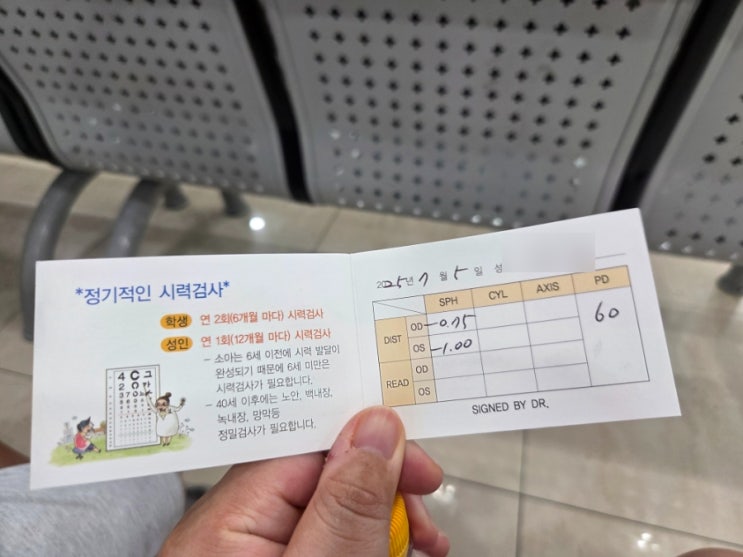 *정기적인 시력검사*
학생 연 2회(6개월 마다) 시력검사
성인 연 1회(12개월 마다) 시력검사
– 소아는 6세 이전에 시력 발달이
완성되기 때문에 6세 미만은
시력검사가 필요합니다.
– 40세 이후에는 노안, 백내장,
녹내장, 망막등
정밀검사가 필요합니다.
2025년 7월 5일 성
SPH CYL AXIS PD
DIST OD -0.75 60
OS -1.00
READ OD
OS
SIGNED BY DR.